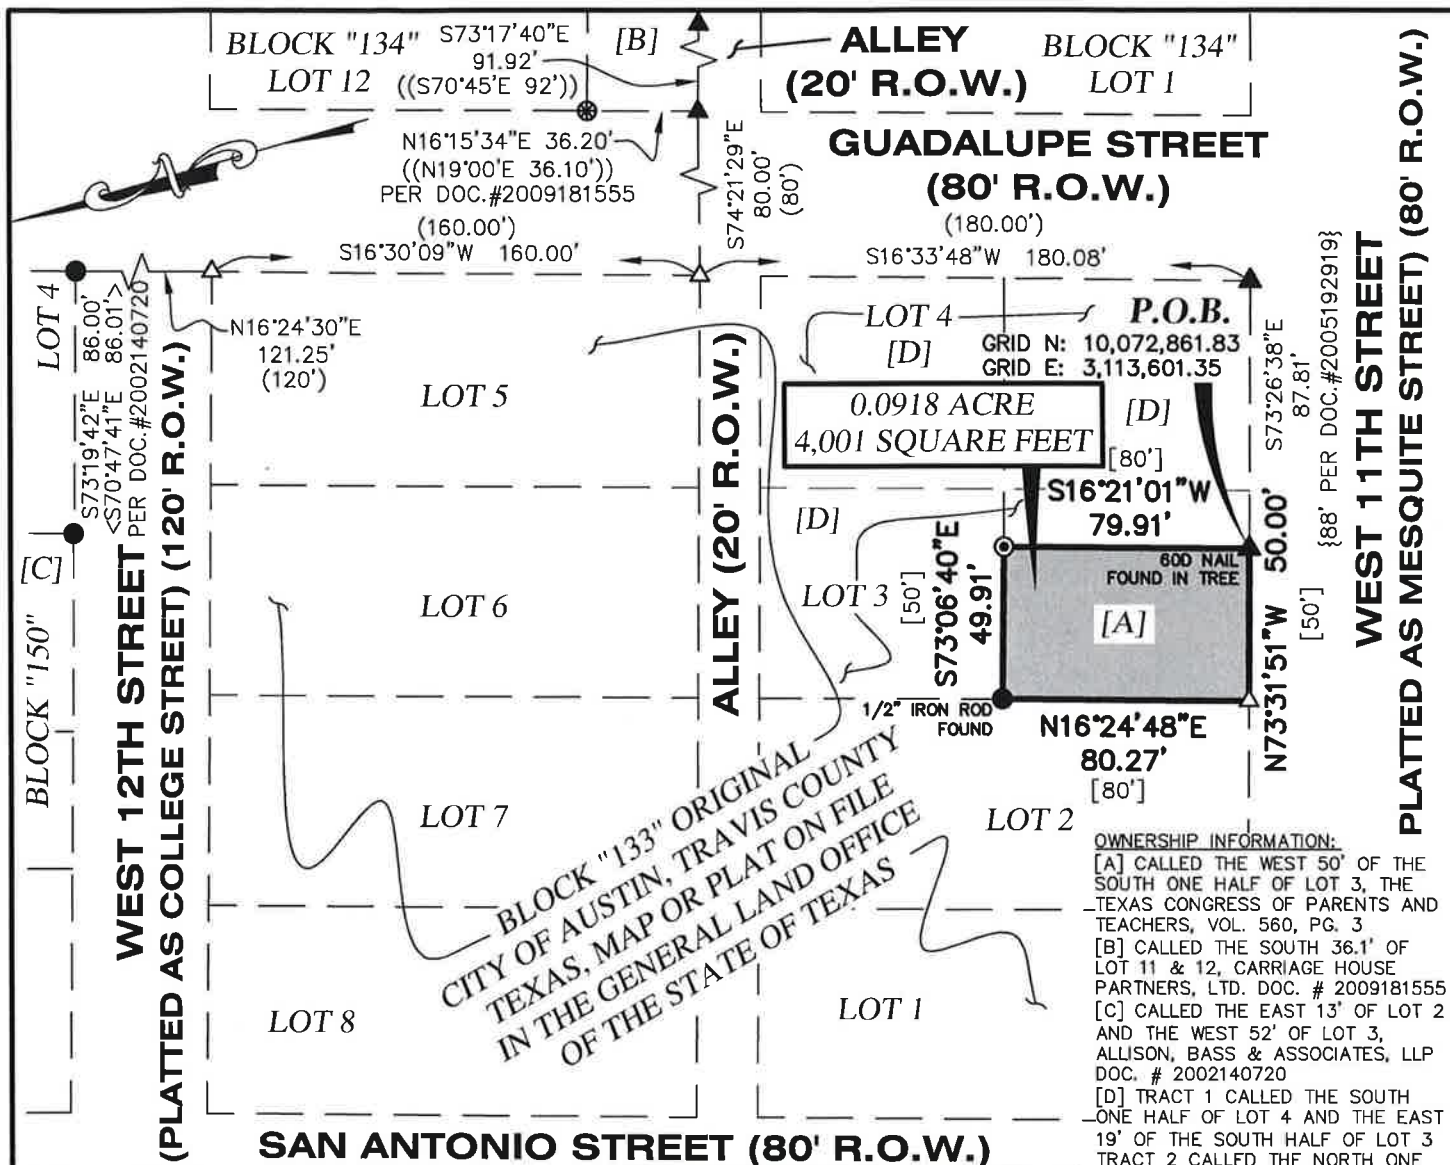 BLOCK "134"
LOT 12
S73°17'40"E
91.92'
((S70°45'E 92'))
[B]
ALLEY
(20' R.O.W.)
BLOCK "134"
LOT 1
N16°15'34"E 36.20'
((N19°00'E 36.10'))
PER DOC.#2009181555
(160.00')
S16°30'09"W 160.00'
S74°21'29"E
80.00'
(80')
GUADALUPE STREET
(80' R.O.W.)
(180.00')
S16°33'48"W 180.08'
N
LOT 4
S73°19'42"E 86.00'
<S70°47'41"E 86.01'>
PER DOC.#2002140720
N16°24'30"E
121.25'
(120')
[C]
BLOCK "150"
WEST 12TH STREET
(PLATTED AS COLLEGE STREET) (120' R.O.W.)
LOT 5
LOT 6
LOT 7
LOT 8
ALLEY (20' R.O.W.)
LOT 4
[D]
P.O.B.
GRID N: 10,072,861.83
GRID E: 3,113,601.35
0.0918 ACRE
4,001 SQUARE FEET
[D]
[80']
S16°21'01"W
79.91'
[D]
LOT 3
[50']
S73°06'40"E
49.91'
60D NAIL
FOUND IN TREE
[A]
1/2" IRON ROD
FOUND
N16°24'48"E
80.27'
[80']
S73°26'38"E
87.81'
{88' PER DOC.#2005192919}
N73°31'51"W 50.00'
[50']
WEST 11TH STREET
PLATTED AS MESQUITE STREET) (80' R.O.W.)
LOT 2
LOT 1
BLOCK "133" ORIGINAL
CITY OF AUSTIN, TRAVIS COUNTY
TEXAS, MAP OR PLAT ON FILE
IN THE GENERAL LAND OFFICE
OF THE STATE OF TEXAS
SAN ANTONIO STREET (80' R.O.W.)
OWNERSHIP INFORMATION:
[A] CALLED THE WEST 50' OF THE
SOUTH ONE HALF OF LOT 3, THE
TEXAS CONGRESS OF PARENTS AND
TEACHERS, VOL. 560, PG. 3
[B] CALLED THE SOUTH 36.1' OF
LOT 11 & 12, CARRIAGE HOUSE
PARTNERS, LTD. DOC. # 2009181555
[C] CALLED THE EAST 13' OF LOT 2
AND THE WEST 52' OF LOT 3,
ALLISON, BASS & ASSOCIATES, LLP
DOC. # 2002140720
[D] TRACT 1 CALLED THE SOUTH
ONE HALF OF LOT 4 AND THE EAST
19' OF THE SOUTH HALF OF LOT 3
TRACT 2 CALLED THE NORTH ONE